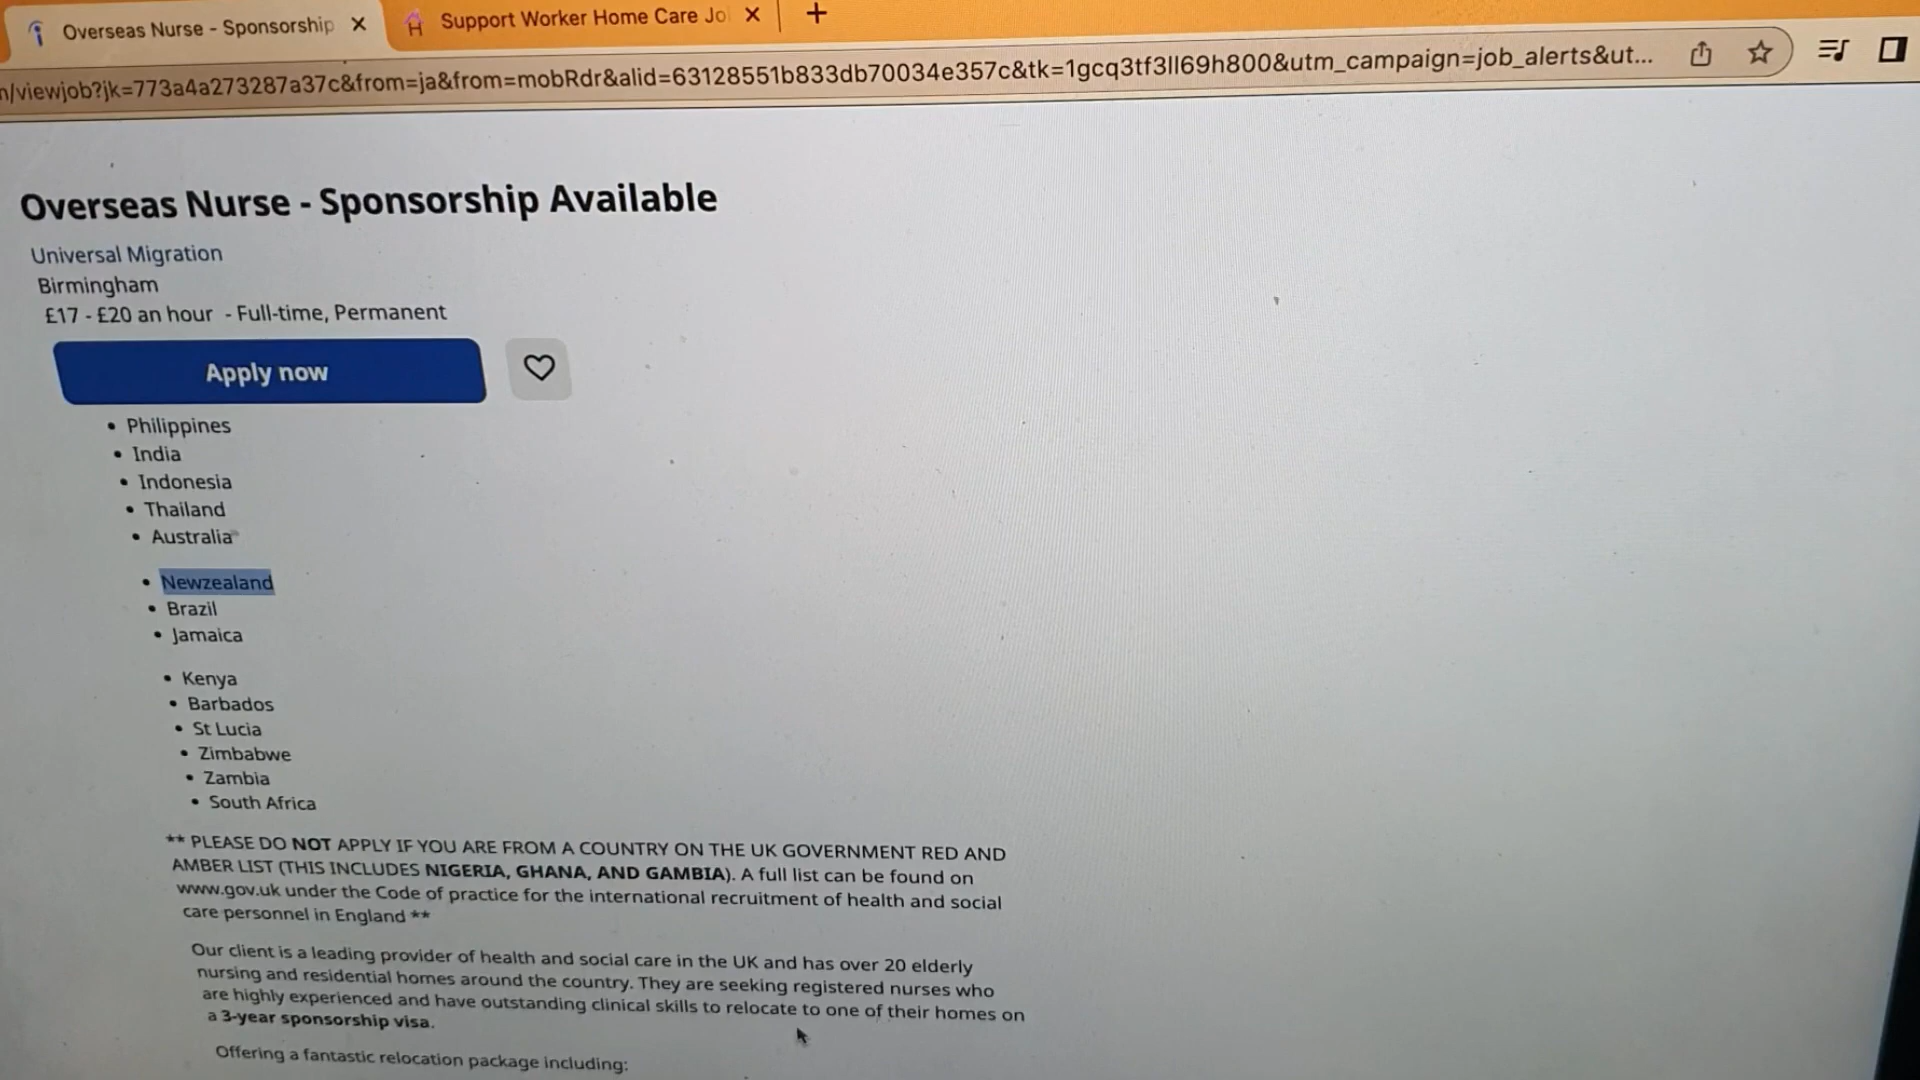 Overseas Nurse - Sponsorship
Support Worker Home Care Jo
n/viewjob?jk=773a4a273287a37c&from=ja&from=mobRdr&alid=63128551b833db70034e357c&tk=1gcq3tf3ll69h800&utm_campaign=job_alerts&ut...
Overseas Nurse - Sponsorship Available
Universal Migration
Birmingham
£17 - £20 an hour - Full-time, Permanent
Apply now
• Philippines
• India
• Indonesia
• Thailand
• Australia
• Newzealand
• Brazil
• Jamaica
• Kenya
• Barbados
• St Lucia
• Zimbabwe
• Zambia
• South Africa
** PLEASE DO NOT APPLY IF YOU ARE FROM A COUNTRY ON THE UK GOVERNMENT RED AND
AMBER LIST (THIS INCLUDES NIGERIA, GHANA, AND GAMBIA). A full list can be found on
www.gov.uk under the Code of practice for the international recruitment of health and social
care personnel in England **
Our client is a leading provider of health and social care in the UK and has over 20 elderly
nursing and residential homes around the country. They are seeking registered nurses who
are highly experienced and have outstanding clinical skills to relocate to one of their homes on
a 3-year sponsorship visa.
Offering a fantastic relocation package including: